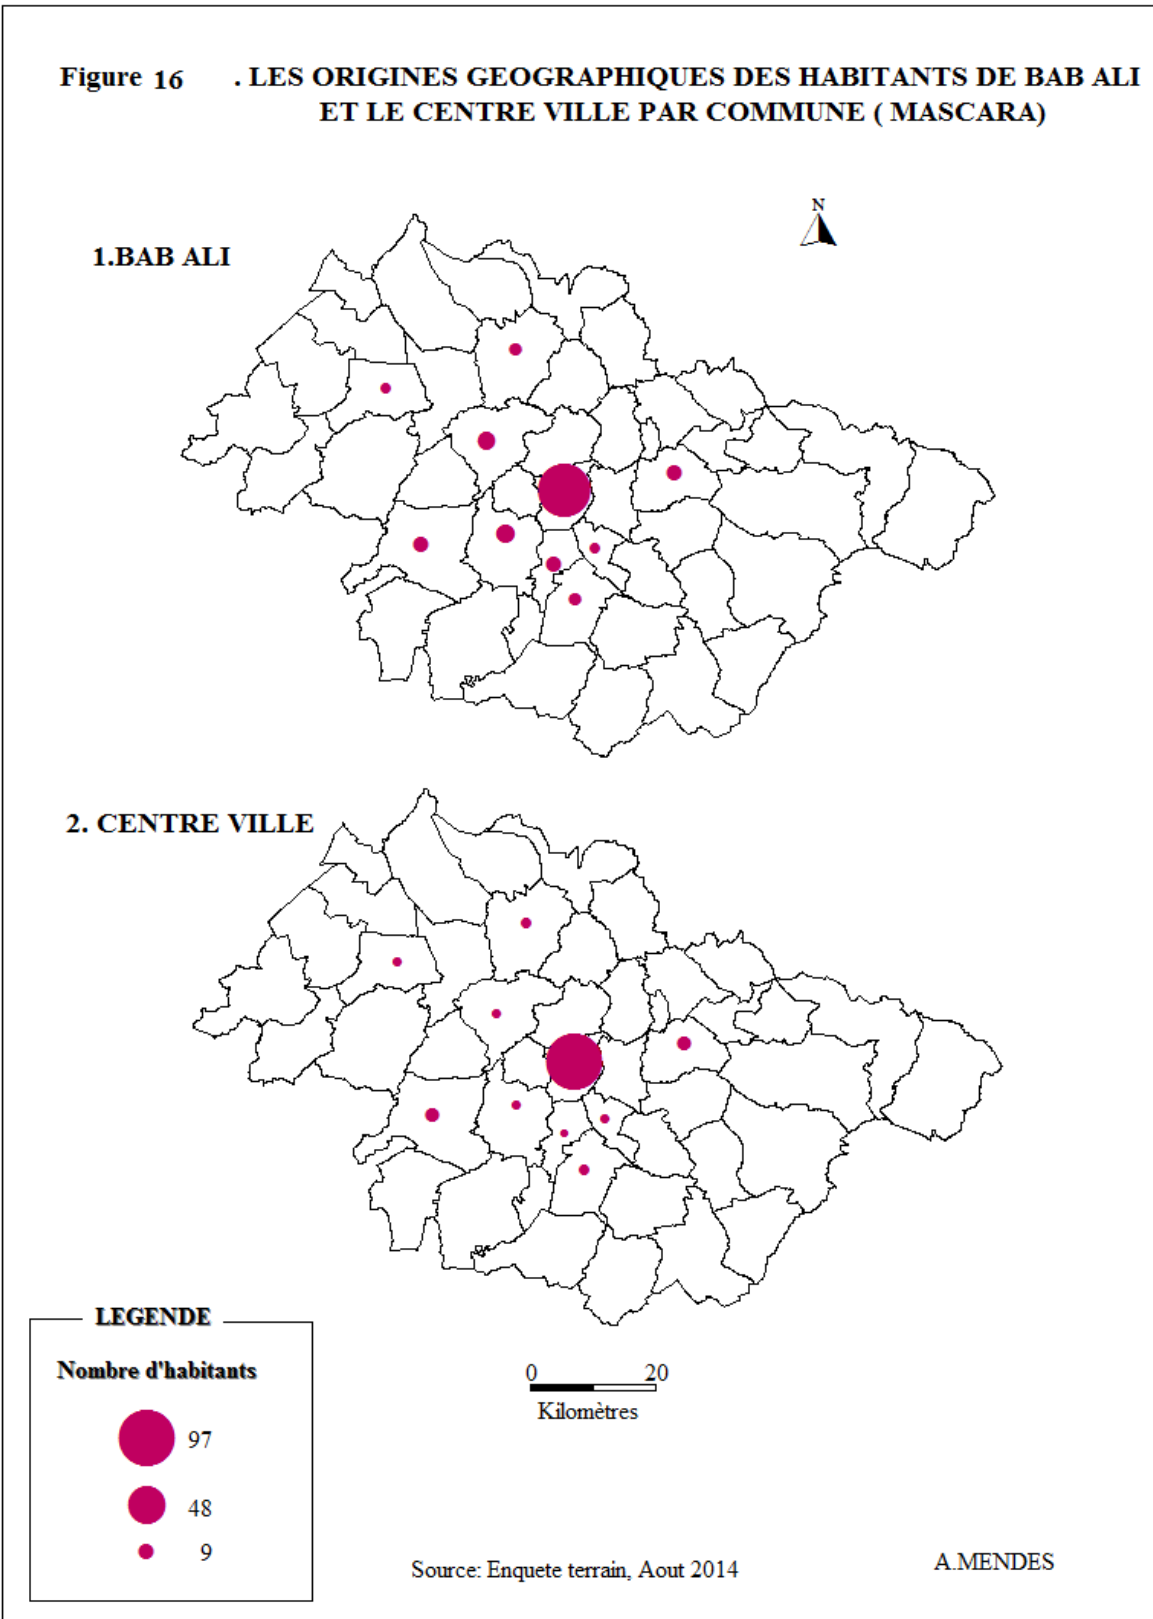 Figure 16 . LES ORIGINES GEOGRAPHIQUES DES HABITANTS DE BAB ALI
ET LE CENTRE VILLE PAR COMMUNE ( MASCARA)
N
1.BAB ALI
2. CENTRE VILLE
LEGENDE
Nombre d'habitants
97
48
9
0 20
Kilomètres
Source: Enquete terrain, Aout 2014
A.MENDES